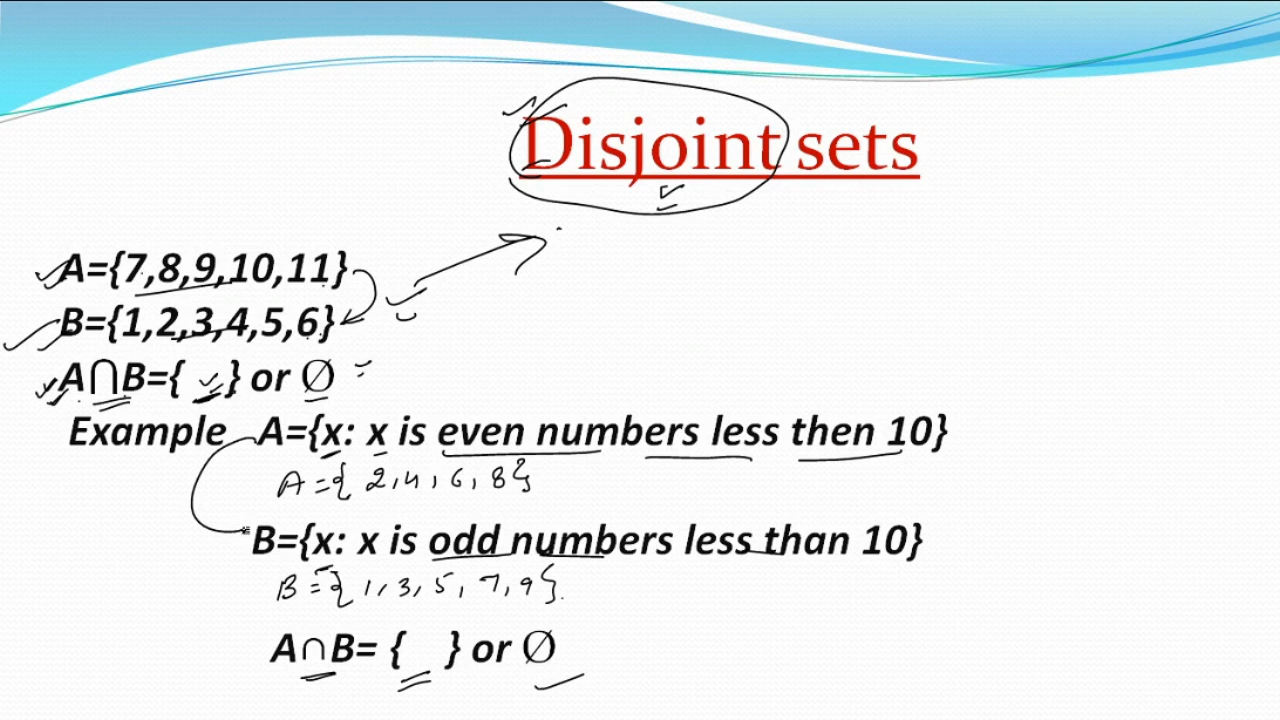 Disjoint sets
A={7,8,9,10,11}
B={1,2,3,4,5,6}
A⋂B={ } or ∅
Example A={x: x is even numbers less then 10}
A={ 2,4,6,8}
B={x: x is odd numbers less than 10}
B={1,3,5,7,9}.
A∩B= { } or ∅